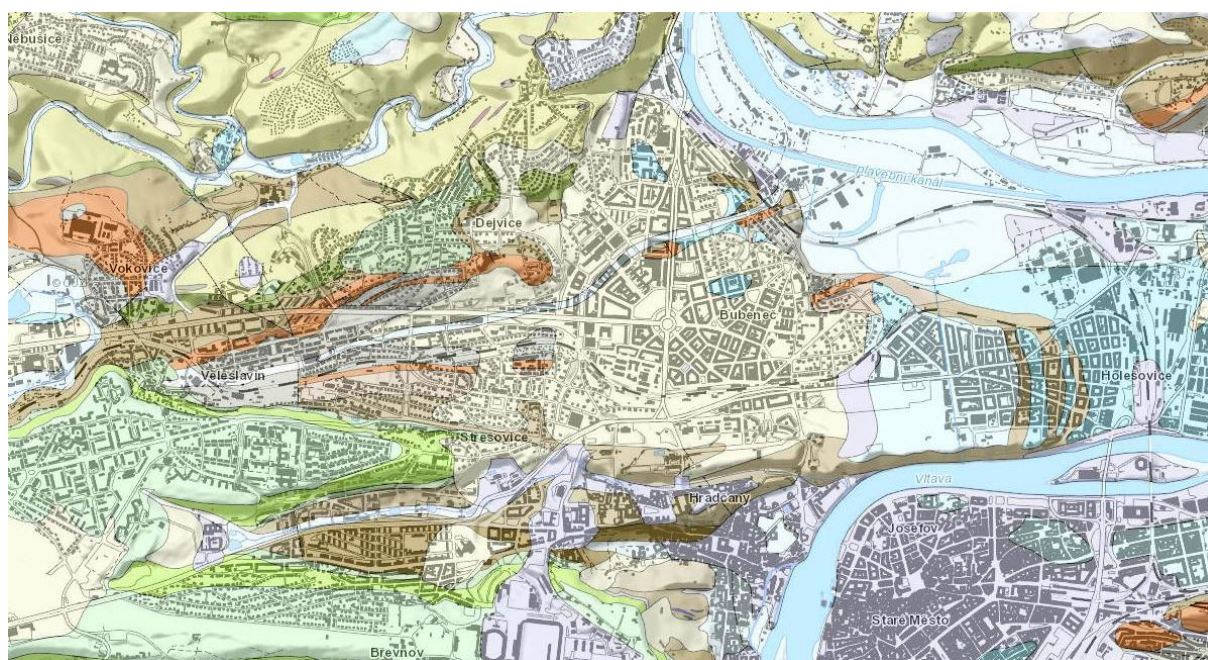 Nebušice
plavební kanál
Dejvice
Vokovice
Bubeneč
Veleslavín
Holešovice
Střešovice
Vltava
Hradčany
Josefov
Staré Město
Břevnov